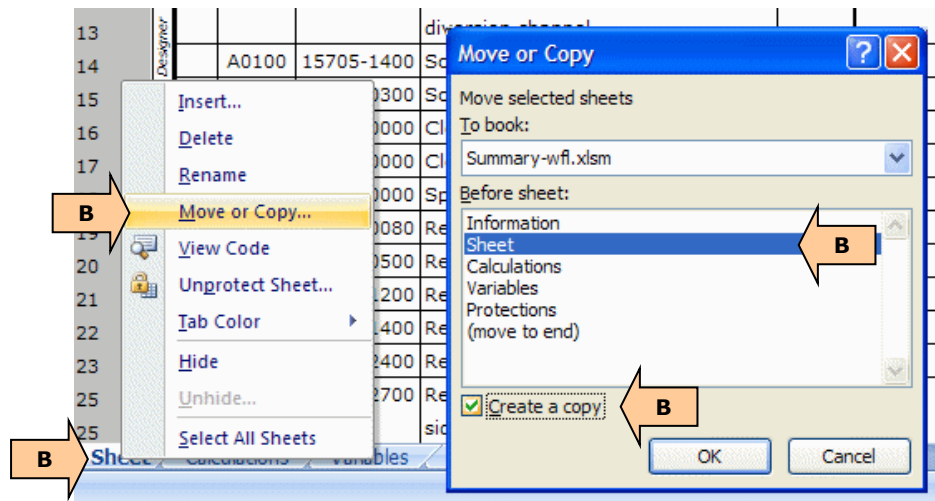 13
Designer
diversion channel
14 A0100 15705-1400 Sc
15 0300 Sc
16 0000 Cl
17 0000 Cl
0000 Sp
19 0080 Re
20 0500 Re
21 1200 Re
22 1400 Re
23 2400 Re
25 2700 Re
25 sid
Insert...
Delete
Rename
B
Move or Copy...
View Code
Unprotect Sheet...
Tab Color
Hide
Unhide...
Select All Sheets
B
Sheet Calculations Variables
Move or Copy
Move selected sheets
To book:
Summary-wfl.xlsm
Before sheet:
Information
Sheet
B
Calculations
Variables
Protections
(move to end)
Create a copy
B
OK Cancel